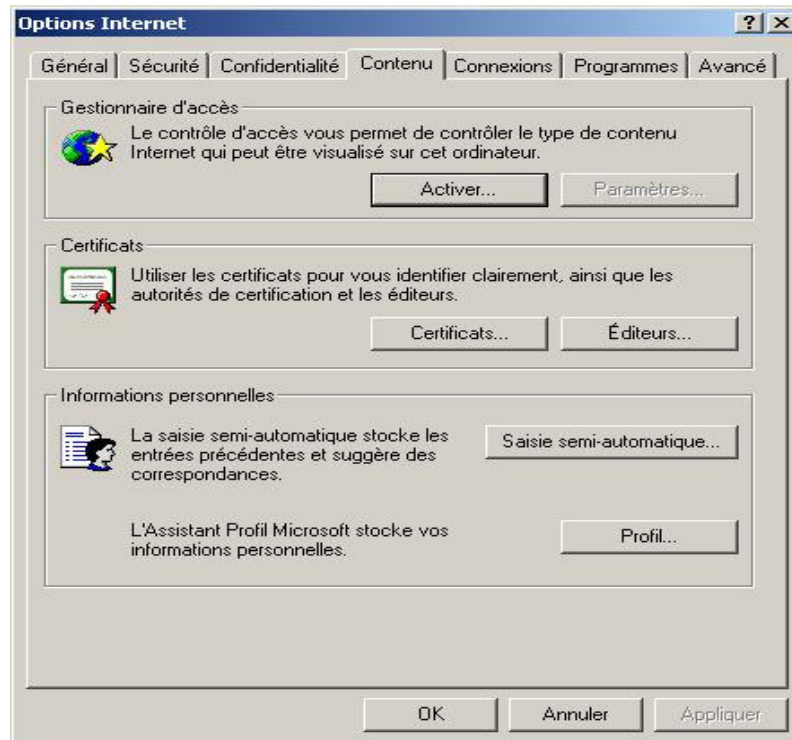 Options Internet
Général Sécurité Confidentialité Contenu Connexions Programmes Avancé
Gestionnaire d'accès
Le contrôle d'accès vous permet de contrôler le type de contenu
Internet qui peut être visualisé sur cet ordinateur.
Activer... Paramètres...
Certificats
Utiliser les certificats pour vous identifier clairement, ainsi que les
autorités de certification et les éditeurs.
Certificats... Éditeurs...
Informations personnelles
La saisie semi-automatique stocke les
entrées précédentes et suggère des
correspondances.
Saisie semi-automatique...
L'Assistant Profil Microsoft stocke vos
informations personnelles.
Profil...
OK Annuler Appliquer